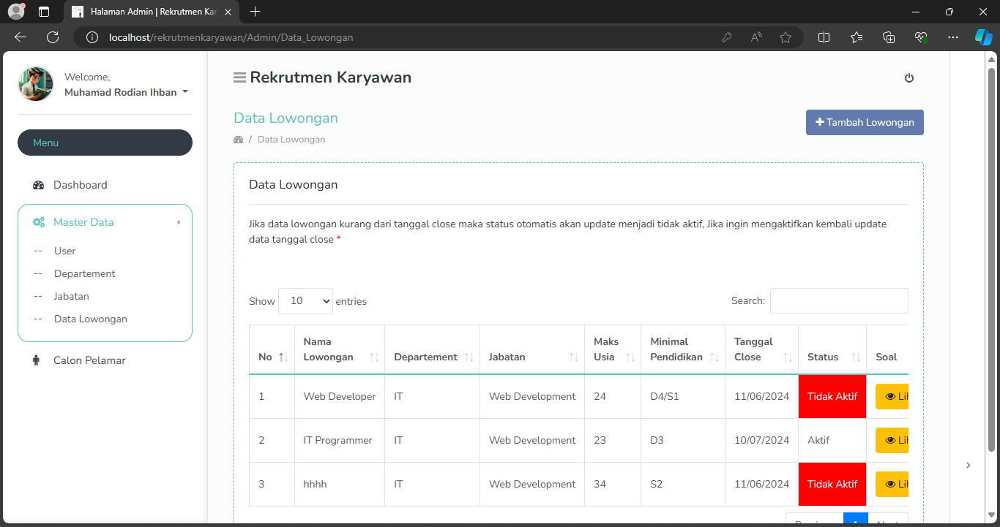 Halaman Admin | Rekrutmen Kar
localhost/rekrutmenkaryawan/Admin/Data_Lowongan
Welcome,
Muhamad Rodian Ihban
Menu
Dashboard
Master Data
-- User
-- Departement
-- Jabatan
-- Data Lowongan
Calon Pelamar
Rekrutmen Karyawan
Data Lowongan
/ Data Lowongan
Tambah Lowongan
Data Lowongan
Jika data lowongan kurang dari tanggal close maka status otomatis akan update menjadi tidak aktif, Jika ingin mengaktifkan kembali update
data tanggal close *
Show 10 entries
Search:
No Nama Lowongan Departement Jabatan Maks Usia Minimal Pendidikan Tanggal Close Status Soal
1 Web Developer IT Web Development 24 D4/S1 11/06/2024 Tidak Aktif
2 IT Programmer IT Web Development 23 D3 10/07/2024 Aktif
3 hhhh IT Web Development 34 S2 11/06/2024 Tidak Aktif
1